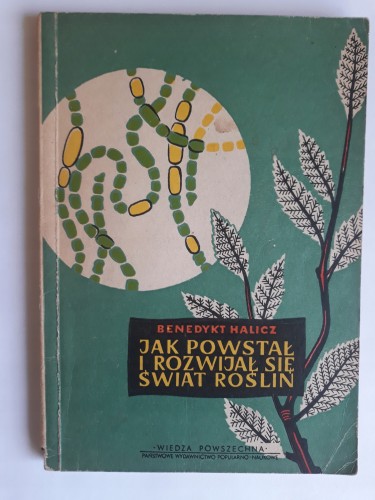 BENEDYKT HALICZ
JAK POWSTAŁ
I ROZWIJAŁ SIĘ
ŚWIAT ROŚLIN
·WIEDZA POWSZECHNA·
PAŃSTWOWE WYDAWNICTWO POPULARNO-NAUKOWE